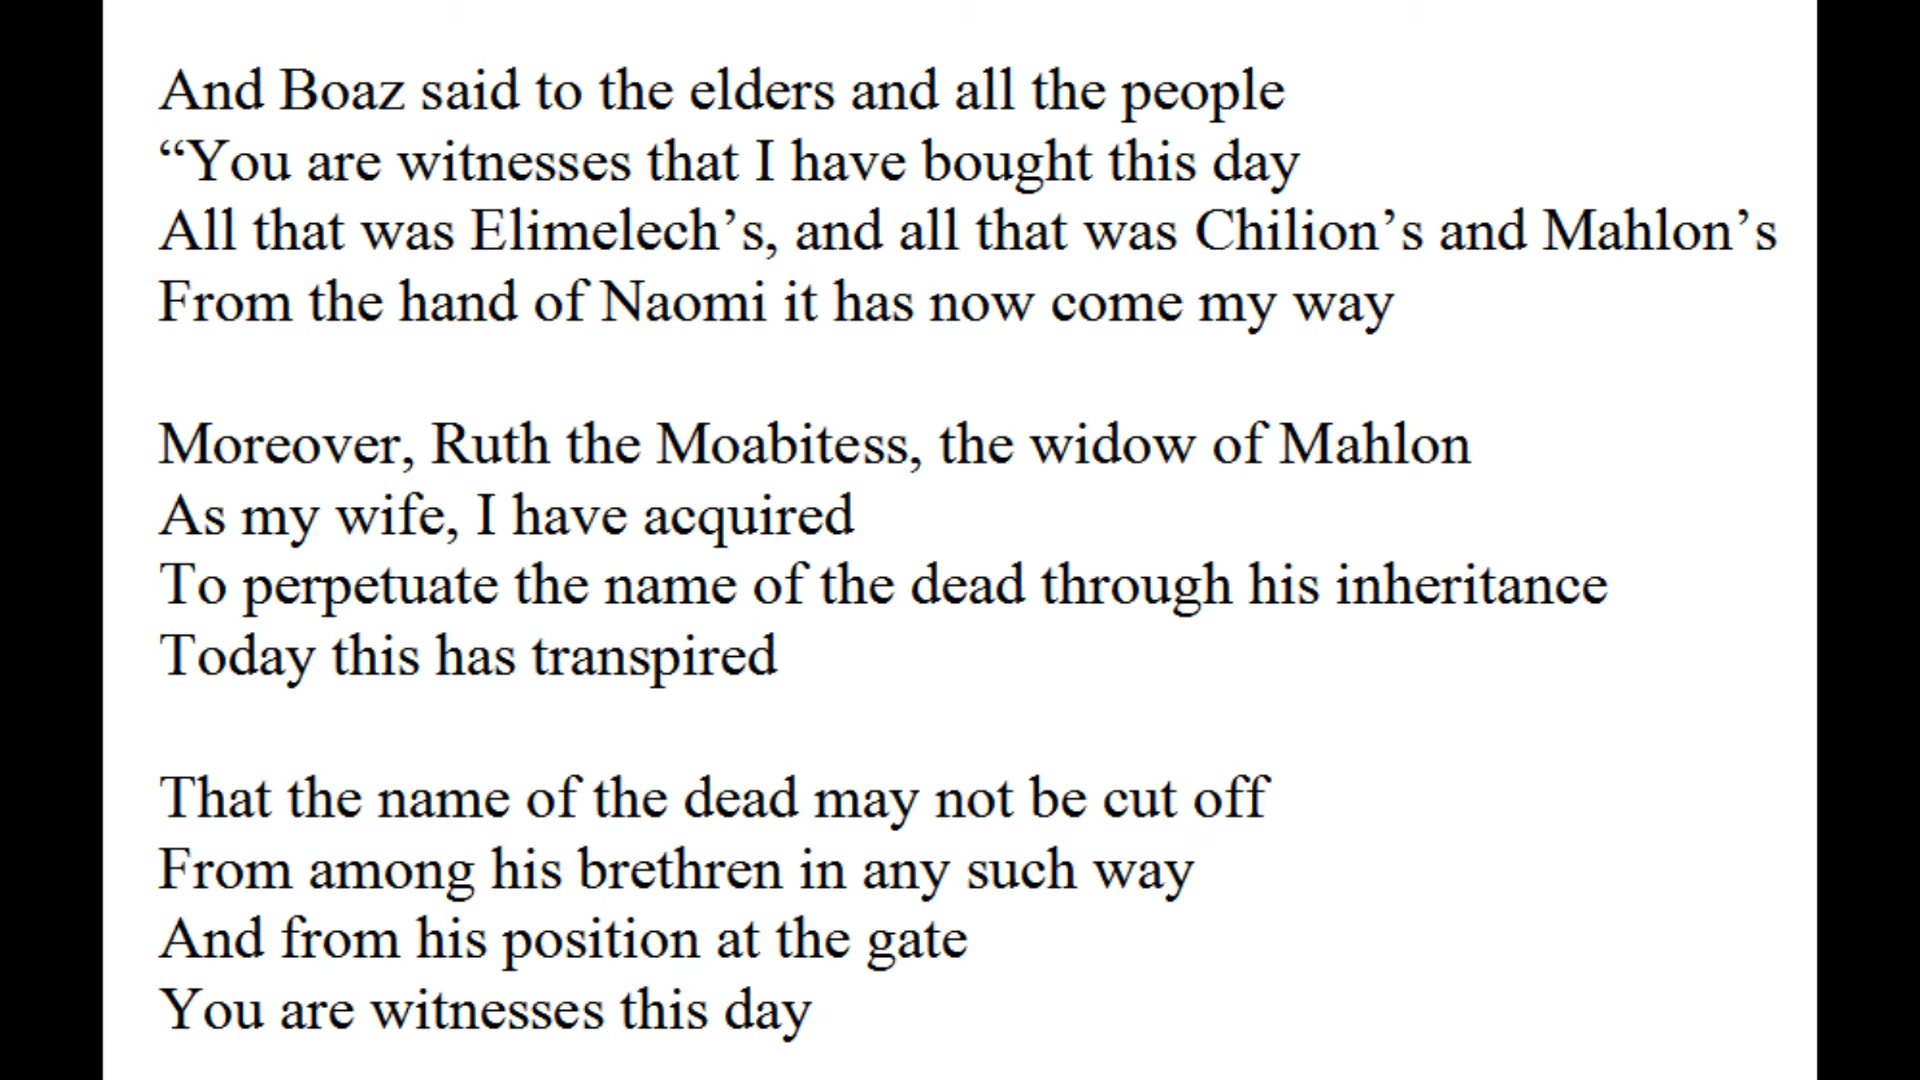 And Boaz said to the elders and all the people
“You are witnesses that I have bought this day
All that was Elimelech’s, and all that was Chilion’s and Mahlon’s
From the hand of Naomi it has now come my way
Moreover, Ruth the Moabitess, the widow of Mahlon
As my wife, I have acquired
To perpetuate the name of the dead through his inheritance
Today this has transpired
That the name of the dead may not be cut off
From among his brethren in any such way
And from his position at the gate
You are witnesses this day